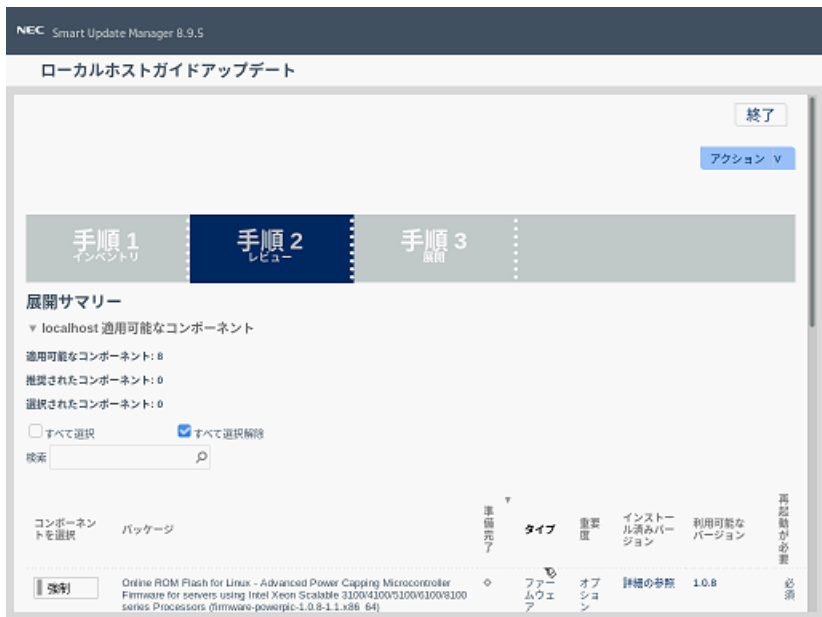 NEC Smart Update Manager 8.9.5
ローカルホストガイドアップデート
終了
アクション ∨
手順 1
インベントリ
手順 2
レビュー
手順 3
展開
展開サマリー
▼ localhost 適用可能なコンポーネント
適用可能なコンポーネント: 8
推奨されたコンポーネント: 0
選択されたコンポーネント: 0
すべて選択 すべて選択解除
検索
コンポーネン
トを選択
パッケージ
準備完了
▼
タイプ
重要
度
インストー
ル済みバー
ジョン
利用可能な
バージョン
再起動が必要
強制
Online ROM Flash for Linux - Advanced Power Capping Microcontroller
Firmware for servers using Intel Xeon Scalable 3100/4100/5100/6100/8100
series Processors (firmware-powerpic-1.0.8-1.1.x86_64)
ファー
ムウェ
ア
オプ
ショ
ン
詳細の参照
1.0.8
必
須